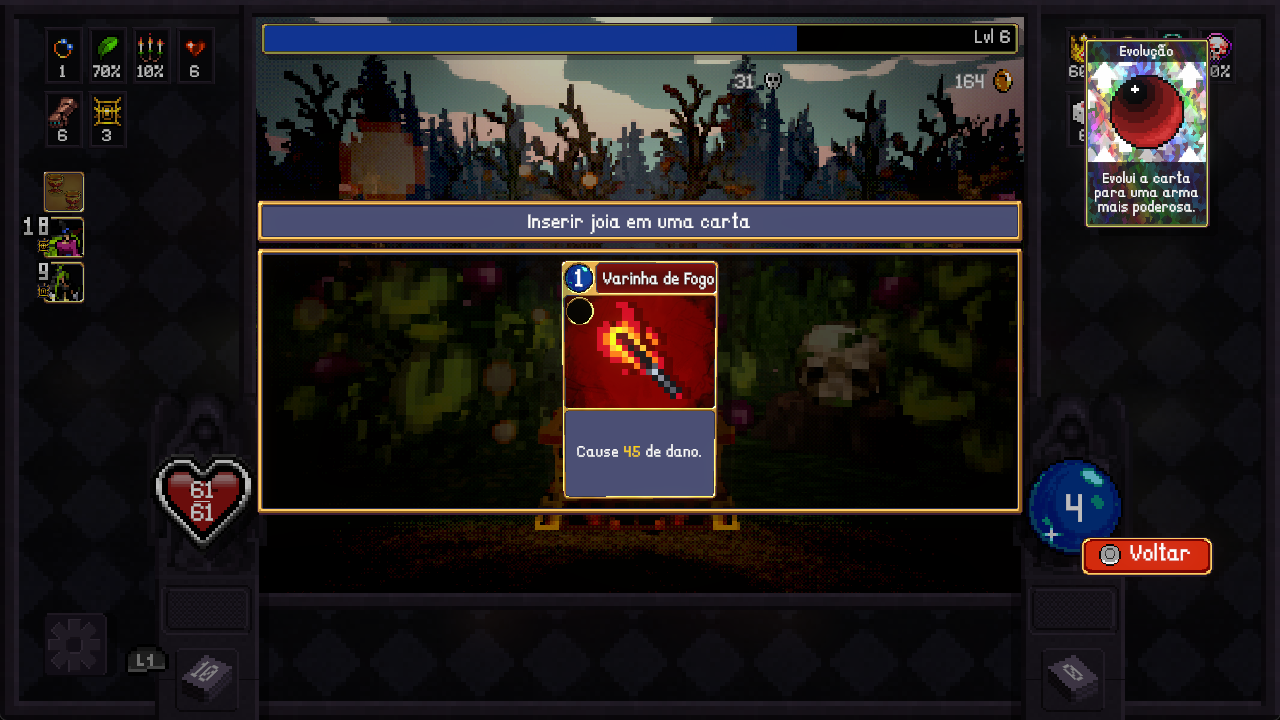 1
70%
10%
6
6
3
18
9
Lvl 6
31
164
Evolução
Evolui a carta
para uma arma
mais poderosa.
Inserir joia em uma carta
1
Varinha de Fogo
Cause 45 de dano.
61
61
4
Voltar
L1
10
0